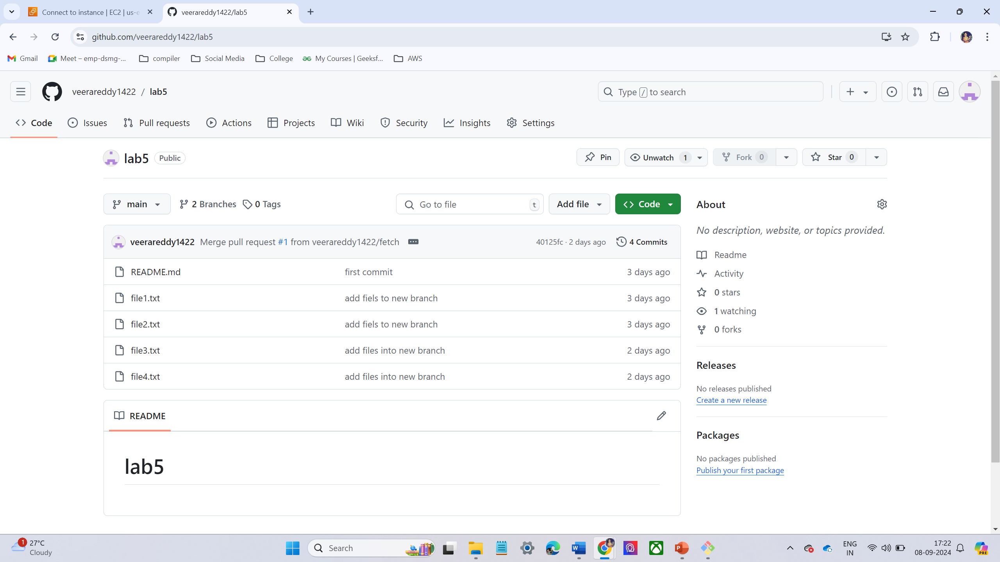 Connect to instance | EC2 | us-e
veerareddy1422/lab5
github.com/veerareddy1422/lab5
Gmail
Meet – emp-dsmg-...
compiler
Social Media
College
My Courses | Geeksf...
AWS
veerareddy1422 / lab5
Type / to search
Code
Issues
Pull requests
Actions
Projects
Wiki
Security
Insights
Settings
lab5 Public
Pin
Unwatch 1
Fork 0
Star 0
main
2 Branches
0 Tags
Go to file t
Add file
Code
veerareddy1422 Merge pull request #1 from veerareddy1422/fetch
40125fc · 2 days ago
4 Commits
README.md first commit 3 days ago
file1.txt add fiels to new branch 3 days ago
file2.txt add fiels to new branch 3 days ago
file3.txt add files into new branch 2 days ago
file4.txt add files into new branch 2 days ago
README
lab5
About
No description, website, or topics provided.
Readme
Activity
0 stars
1 watching
0 forks
Releases
No releases published
Create a new release
Packages
No packages published
Publish your first package
1
27°C
Cloudy
Search
W
P
ENG
IN
17:22
08-09-2024
PRE